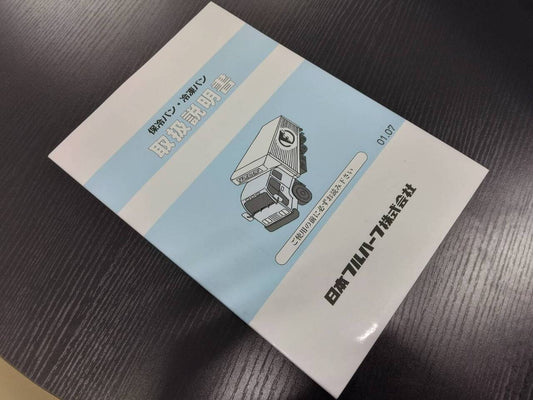 保冷バン・冷凍バン
取扱説明書
ご使用の前に必ずお読み下さい
01.07
日本フルハーフ株式会社